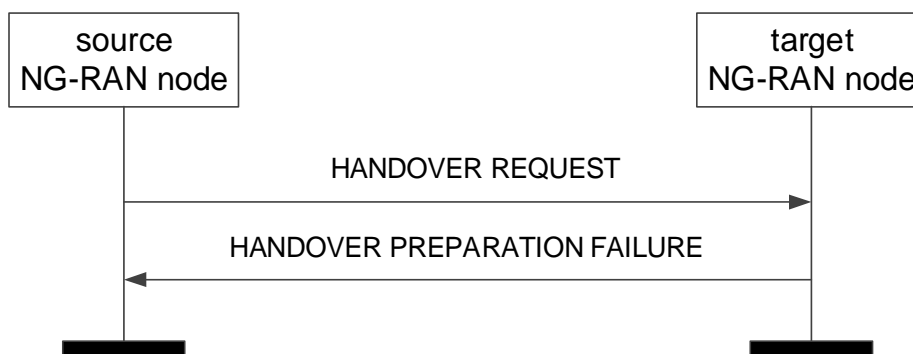 source
NG-RAN node
target
NG-RAN node
HANDOVER REQUEST
HANDOVER PREPARATION FAILURE